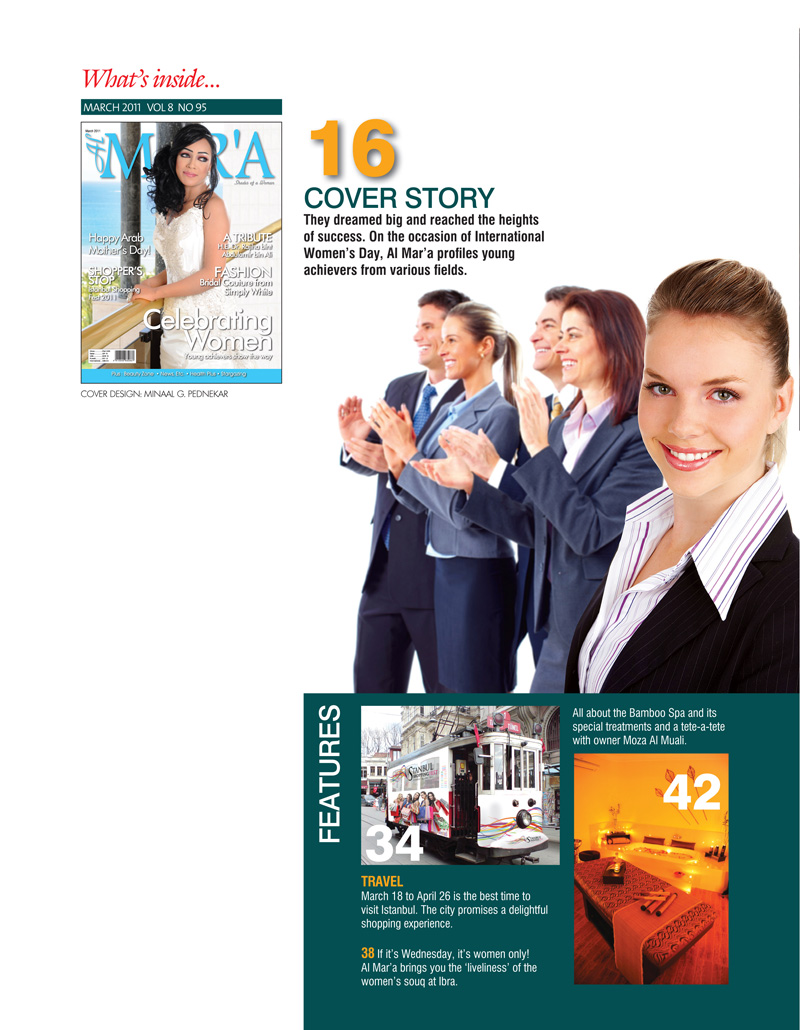 What's inside...
MARCH 2011 VOL 8 NO 95
March 2011
Al
MAR'A
Shades of a Woman
Happy Arab
Mother's Day!
SHOPPER'S
STOP
Istanbul Shopping
Fest 2011
A TRIBUTE
H.E. Dr. Rajiha bint
Abdulamir bin Ali
FASHION
Bridal Couture from
Simply White
Celebrating
Women
Young achievers show the way
Plus: Beauty Zone • News, Etc. • Health Plus • Stargazing
COVER DESIGN: MINAAL G. PEDNEKAR
16
COVER STORY
They dreamed big and reached the heights
of success. On the occasion of International
Women's Day, Al Mar'a profiles young
achievers from various fields.
FEATURES
ISTANBUL
34
TRAVEL
March 18 to April 26 is the best time to
visit Istanbul. The city promises a delightful
shopping experience.
38 If it's Wednesday, it's women only!
Al Mar'a brings you the 'liveliness' of the
women's souq at Ibra.
All about the Bamboo Spa and its
special treatments and a tete-a-tete
with owner Moza Al Muali.
42